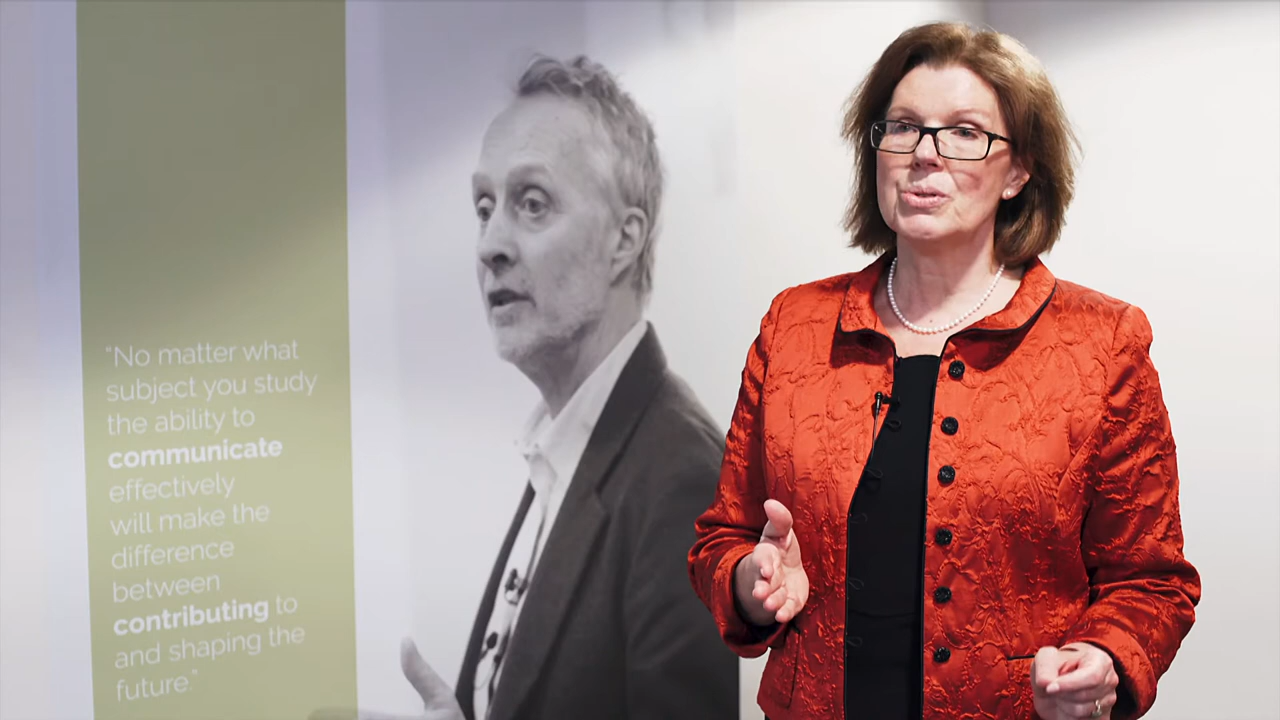 “No matter what
subject you study
the ability to
communicate
effectively
will make the
difference
between
contributing to
and shaping the
future.”